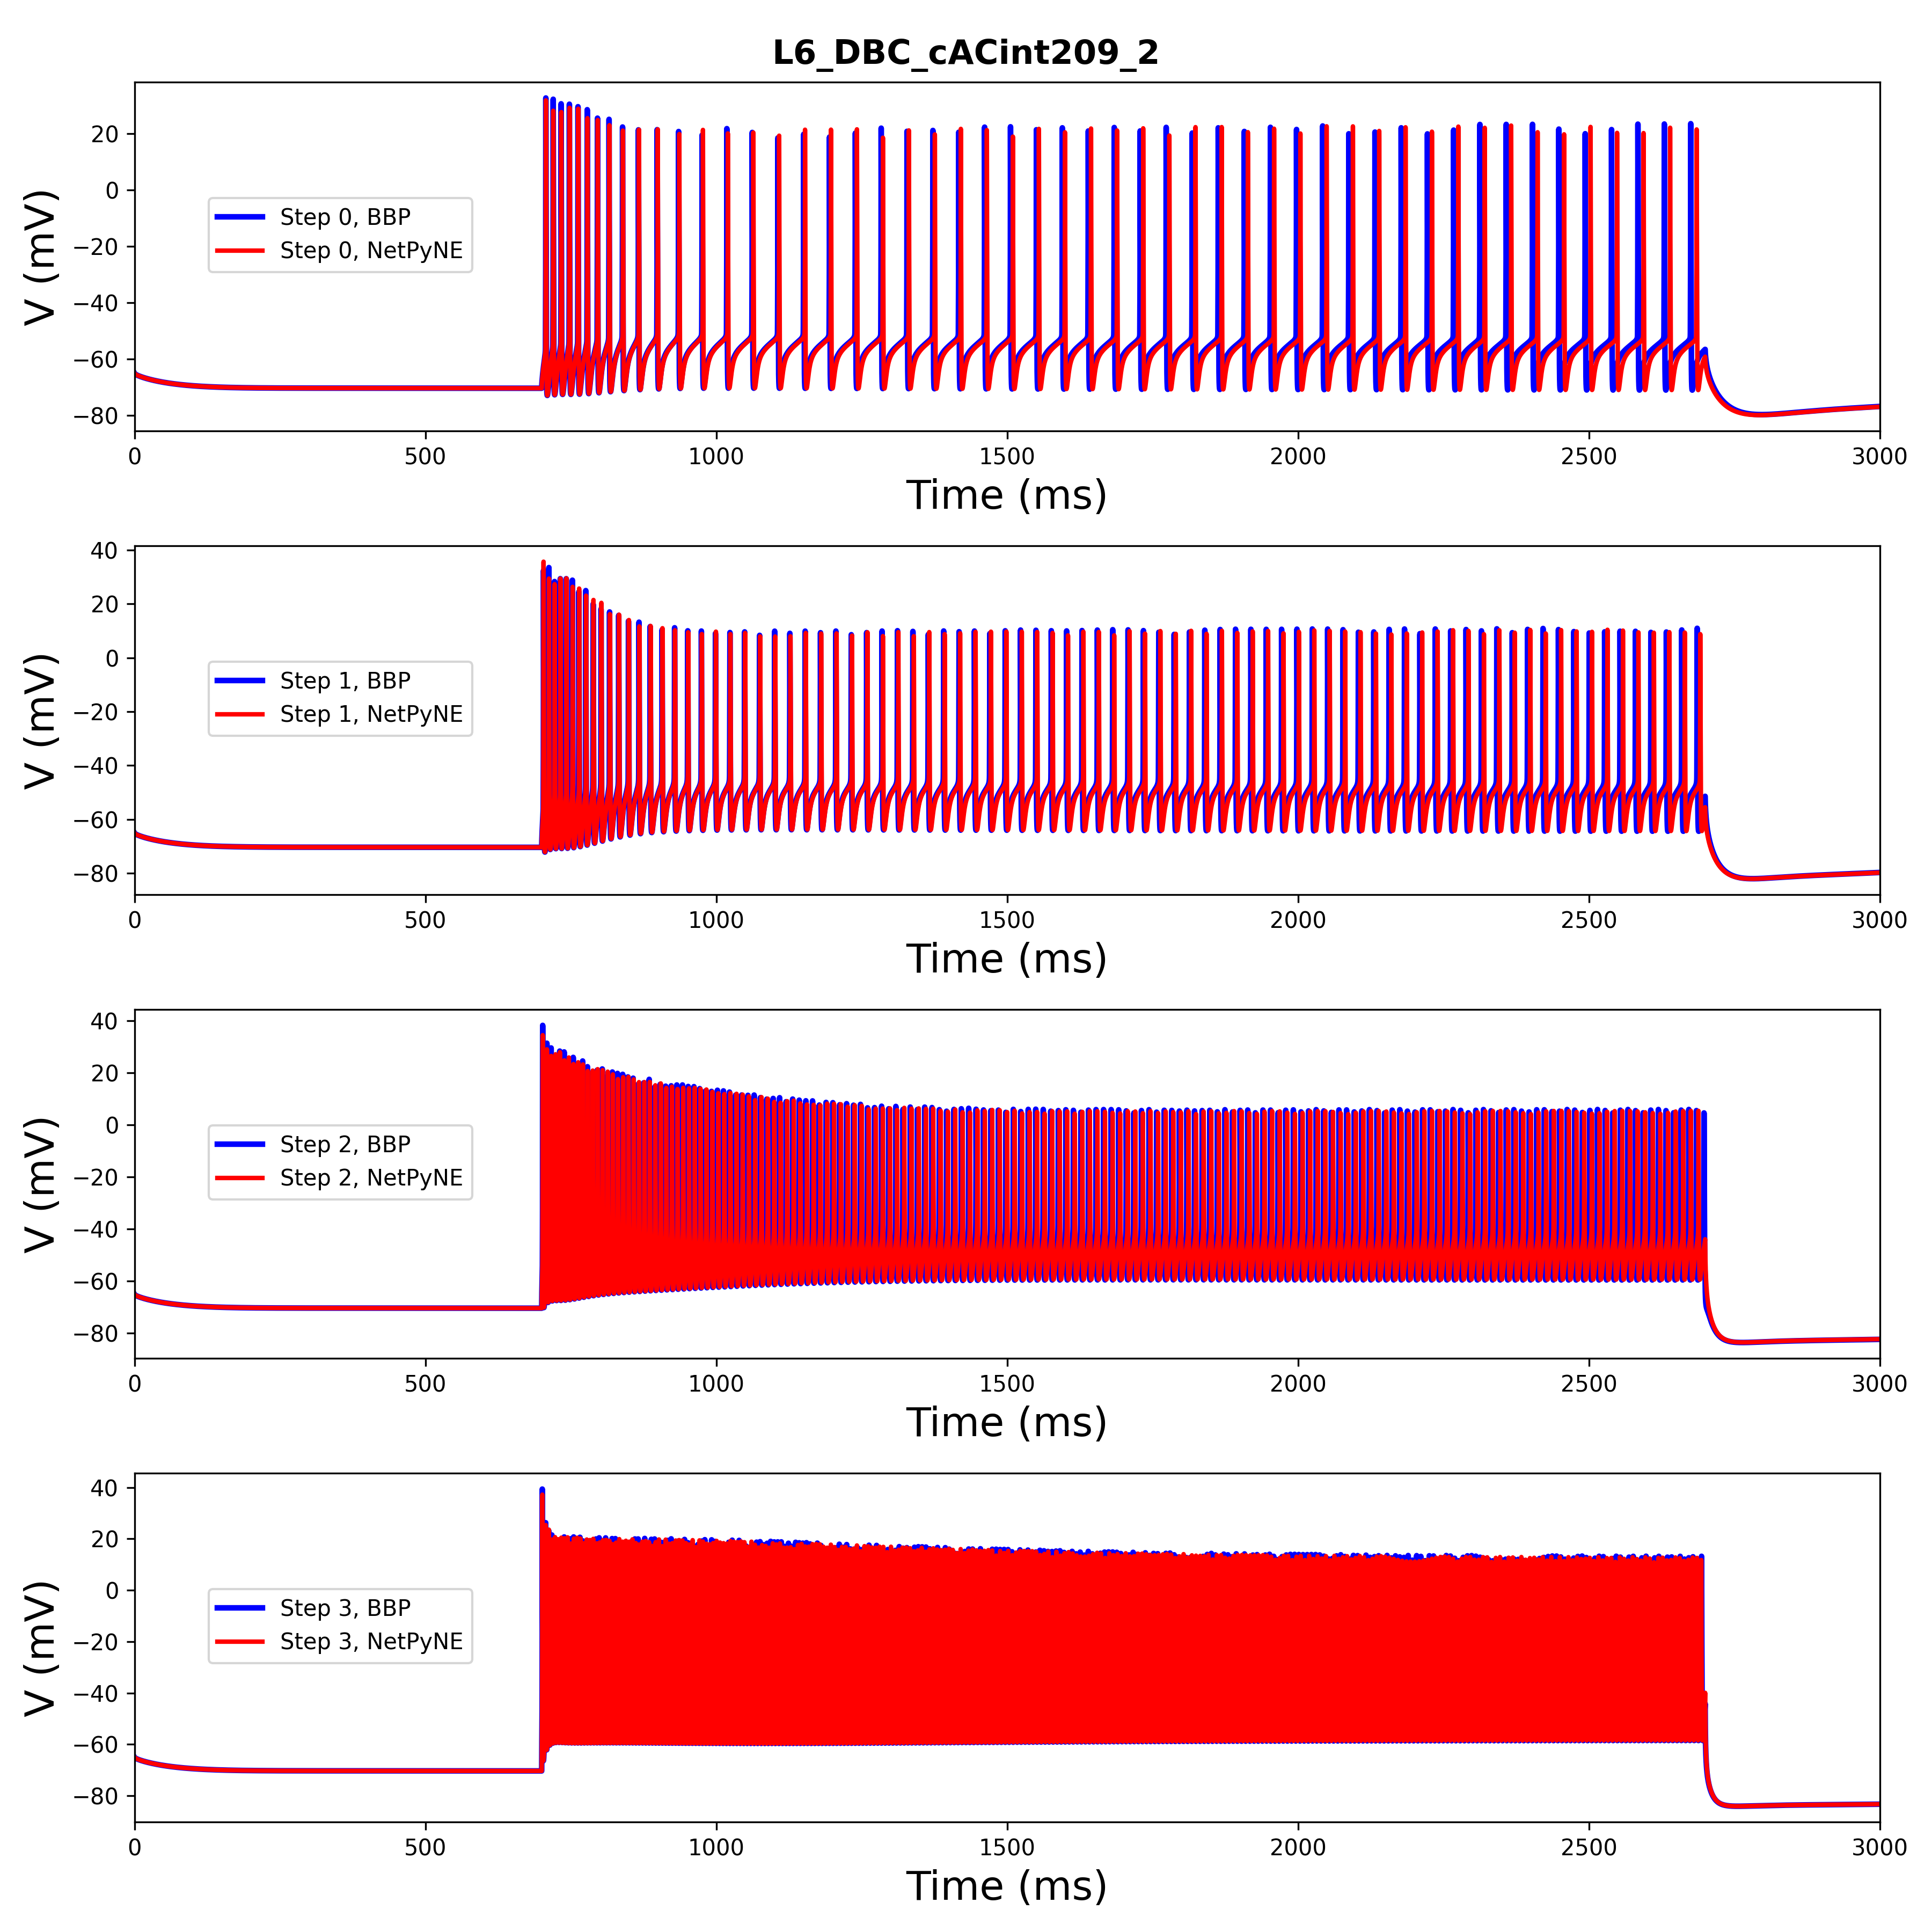 L6_DBC_cACint209_2
20
0
−20
−40
−60
−80
V (mV)
Step 0, BBP
Step 0, NetPyNE
0 500 1000 1500 2000 2500 3000
Time (ms)
40
20
0
−20
−40
−60
−80
V (mV)
Step 1, BBP
Step 1, NetPyNE
0 500 1000 1500 2000 2500 3000
Time (ms)
40
20
0
−20
−40
−60
−80
V (mV)
Step 2, BBP
Step 2, NetPyNE
0 500 1000 1500 2000 2500 3000
Time (ms)
40
20
0
−20
−40
−60
−80
V (mV)
Step 3, BBP
Step 3, NetPyNE
0 500 1000 1500 2000 2500 3000
Time (ms)